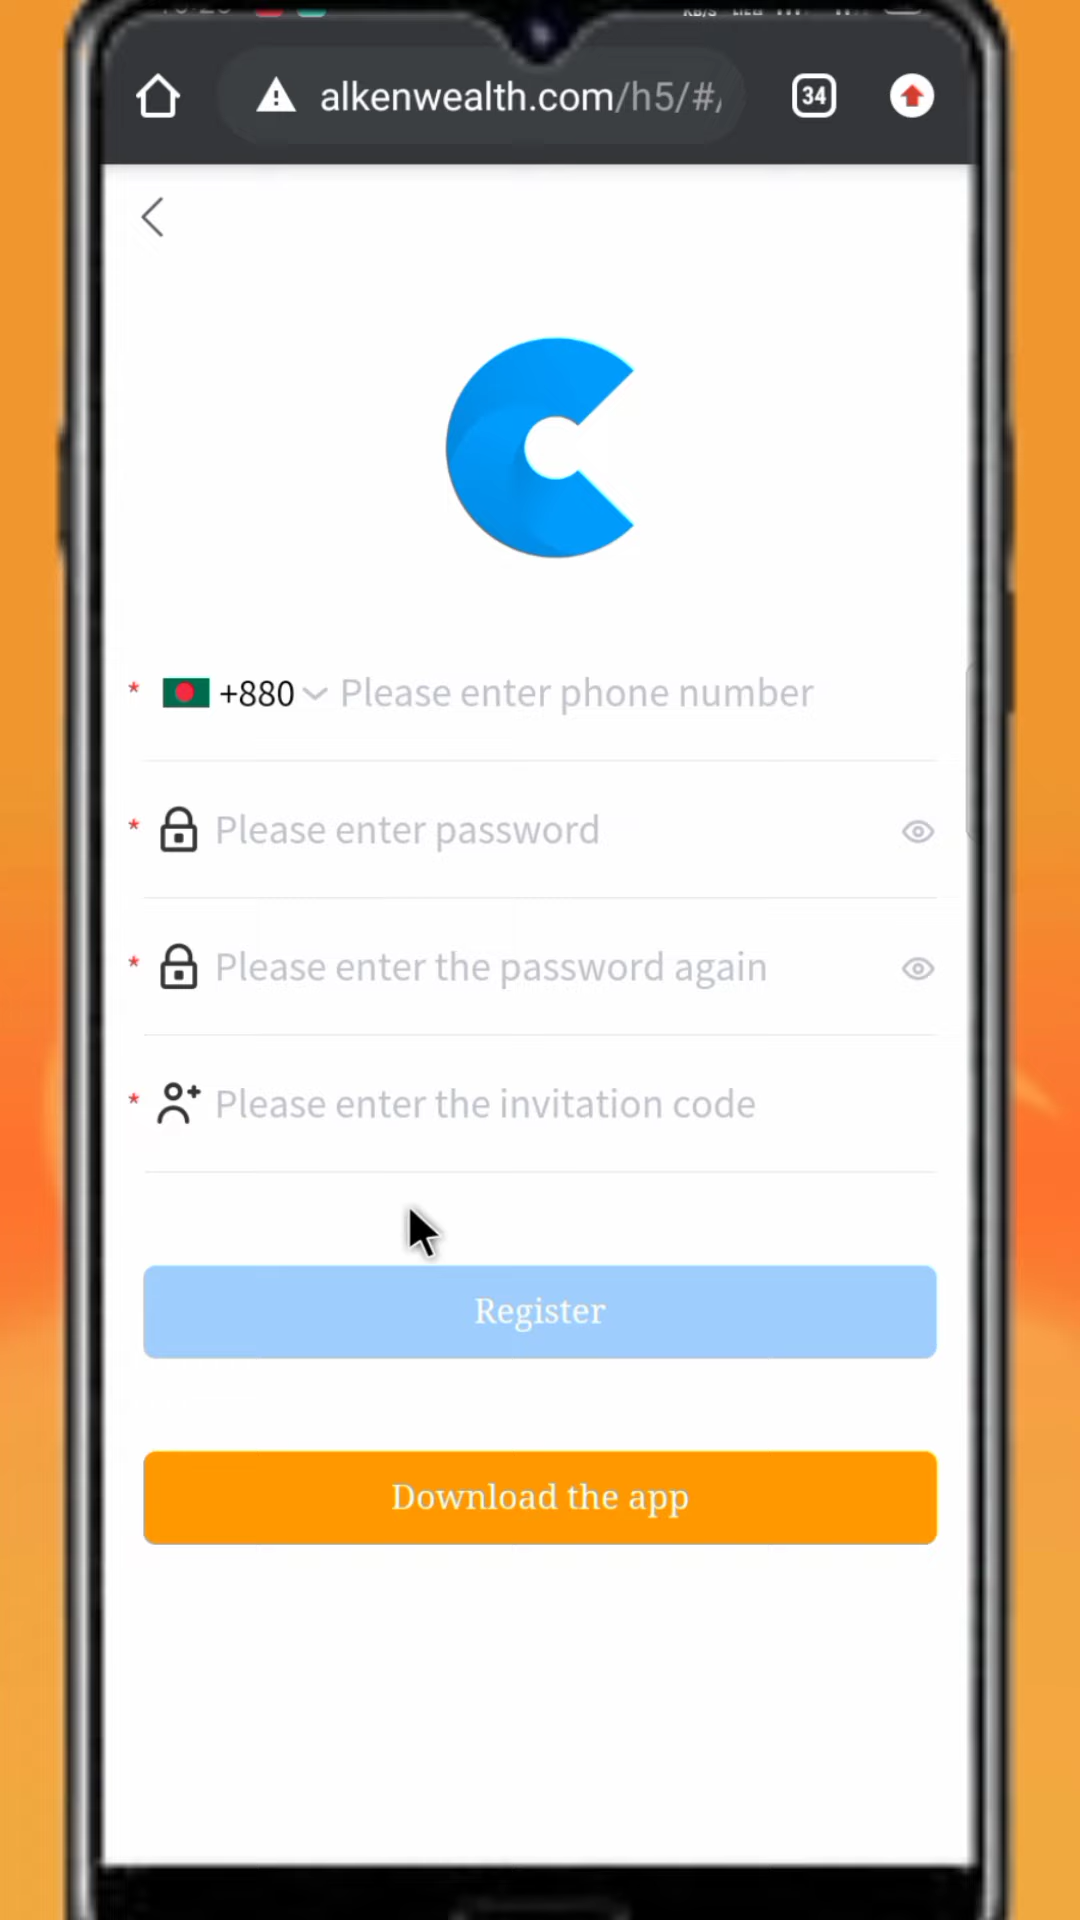 KB/S
alkenwealth.com/h5/#/
34
* +880 Please enter phone number
* Please enter password
* Please enter the password again
* Please enter the invitation code
Register
Download the app